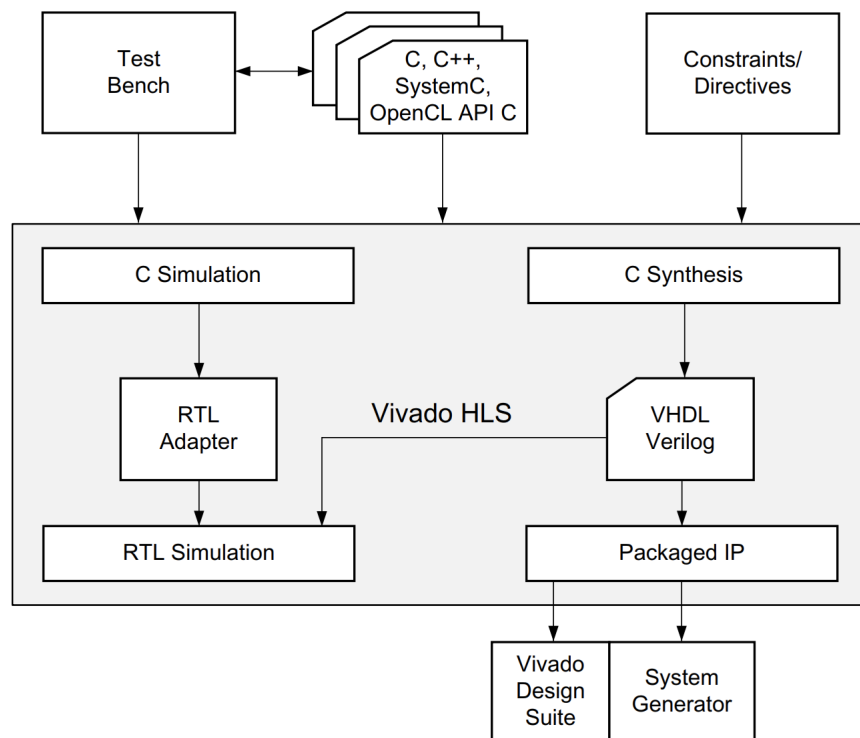 Test
Bench
C, C++,
SystemC,
OpenCL API C
Constraints/
Directives
C Simulation
C Synthesis
RTL
Adapter
Vivado HLS
VHDL
Verilog
RTL Simulation
Packaged IP
Vivado
Design
Suite
System
Generator